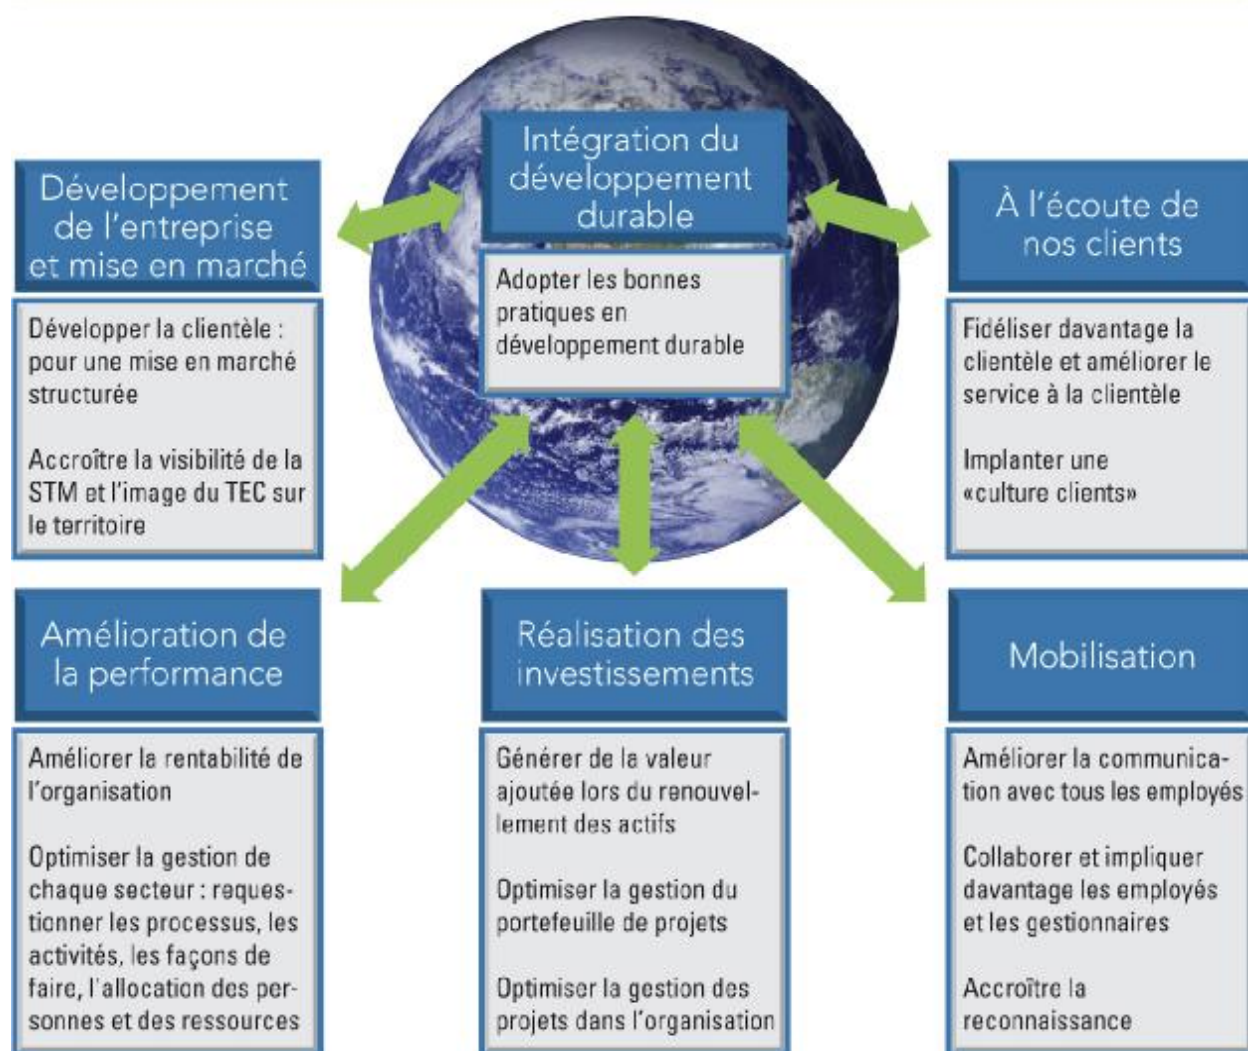 Intégration du
développement
durable
Adopter les bonnes
pratiques en
développement durable
Développement
de l'entreprise
et mise en marché
Développer la clientèle :
pour une mise en marché
structurée
Accroître la visibilité de la
STM et l'image du TEC sur
le territoire
À l'écoute de
nos clients
Fidéliser davantage la
clientèle et améliorer le
service à la clientèle
Implanter une
«culture clients»
Amélioration de
la performance
Améliorer la rentabilité de
l'organisation
Optimiser la gestion de
chaque secteur : reques-
tionner les processus, les
activités, les façons de
faire, l'allocation des per-
sonnes et des ressources
Réalisation des
investissements
Générer de la valeur
ajoutée lors du renouvel-
lement des actifs
Optimiser la gestion du
portefeuille de projets
Optimiser la gestion des
projets dans l'organisation
Mobilisation
Améliorer la communica-
tion avec tous les employés
Collaborer et impliquer
davantage les employés
et les gestionnaires
Accroître la
reconnaissance